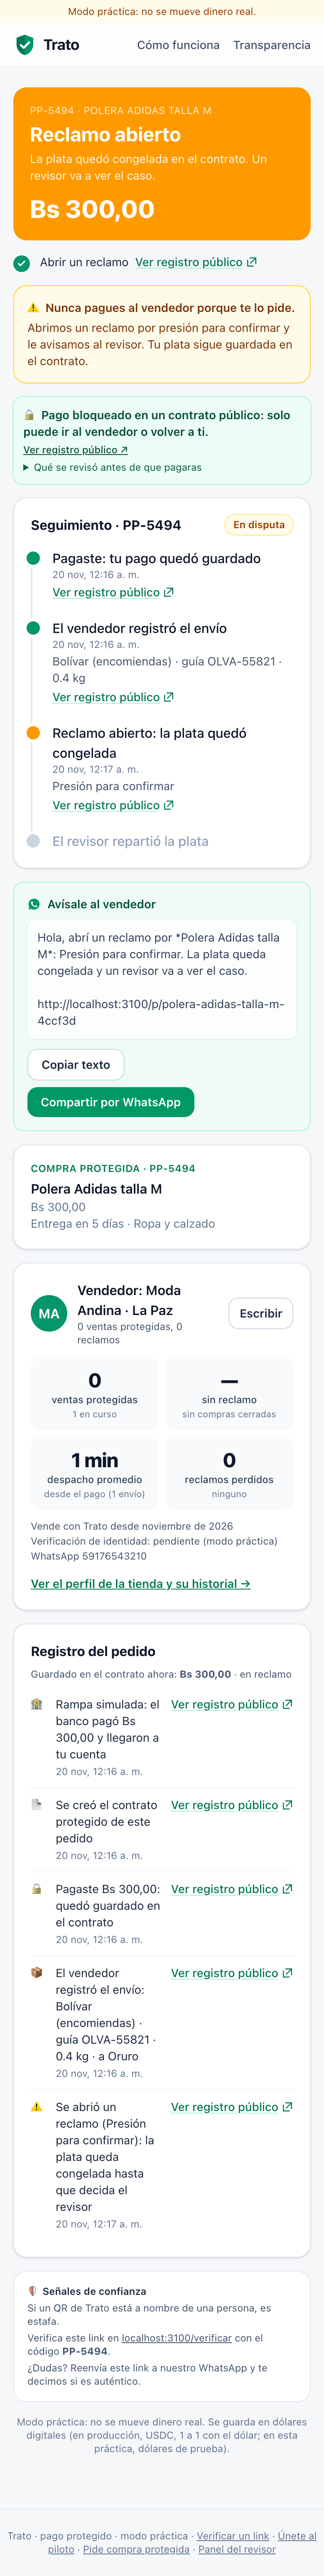 Modo práctica: no se mueve dinero real.
Trato
Cómo funciona
Transparencia
PP-5494 · POLERA ADIDAS TALLA M
Reclamo abierto
La plata quedó congelada en el contrato. Un
revisor va a ver el caso.
Bs 300,00
Abrir un reclamo Ver registro público
Nunca pagues al vendedor porque te lo pide.
Abrimos un reclamo por presión para confirmar y
le avisamos al revisor. Tu plata sigue guardada en
el contrato.
Pago bloqueado en un contrato público: solo
puede ir al vendedor o volver a ti.
Ver registro público ↗
▶ Qué se revisó antes de que pagaras
Seguimiento · PP-5494
En disputa
Pagaste: tu pago quedó guardado
20 nov, 12:16 a. m.
Ver registro público
El vendedor registró el envío
20 nov, 12:16 a. m.
Bolívar (encomiendas) · guía OLVA-55821 ·
0.4 kg
Ver registro público
Reclamo abierto: la plata quedó
congelada
20 nov, 12:17 a. m.
Presión para confirmar
Ver registro público
El revisor repartió la plata
Avísale al vendedor
Hola, abrí un reclamo por *Polera Adidas talla
M*: Presión para confirmar. La plata queda
congelada y un revisor va a ver el caso.
http://localhost:3100/p/polera-adidas-talla-m-
4ccf3d
Copiar texto
Compartir por WhatsApp
COMPRA PROTEGIDA · PP-5494
Polera Adidas talla M
Bs 300,00
Entrega en 5 días · Ropa y calzado
MA
Vendedor: Moda
Andina · La Paz
0 ventas protegidas, 0
reclamos
Escribir
0
ventas protegidas
1 en curso
—
sin reclamo
sin compras cerradas
1 min
despacho promedio
desde el pago (1 envío)
0
reclamos perdidos
ninguno
Vende con Trato desde noviembre de 2026
Verificación de identidad: pendiente (modo práctica)
WhatsApp 59176543210
Ver el perfil de la tienda y su historial →
Registro del pedido
Guardado en el contrato ahora: Bs 300,00 · en reclamo
Rampa simulada: el
banco pagó Bs
300,00 y llegaron a
tu cuenta
20 nov, 12:16 a. m.
Ver registro público
Se creó el contrato
protegido de este
pedido
20 nov, 12:16 a. m.
Ver registro público
Pagaste Bs 300,00:
quedó guardado en
el contrato
20 nov, 12:16 a. m.
Ver registro público
El vendedor
registró el envío:
Bolívar
(encomiendas) ·
guía OLVA-55821 ·
0.4 kg · a Oruro
20 nov, 12:16 a. m.
Ver registro público
Se abrió un
reclamo (Presión
para confirmar): la
plata queda
congelada hasta
que decida el
revisor
20 nov, 12:17 a. m.
Ver registro público
Señales de confianza
Si un QR de Trato está a nombre de una persona, es
estafa.
Verifica este link en localhost:3100/verificar con el
código PP-5494.
¿Dudas? Reenvía este link a nuestro WhatsApp y te
decimos si es auténtico.
Modo práctica: no se mueve dinero real. Se guarda en dólares
digitales (en producción, USDC, 1 a 1 con el dólar; en esta
práctica, dólares de prueba).
Trato · pago protegido · modo práctica · Verificar un link · Únete al
piloto · Pide compra protegida · Panel del revisor